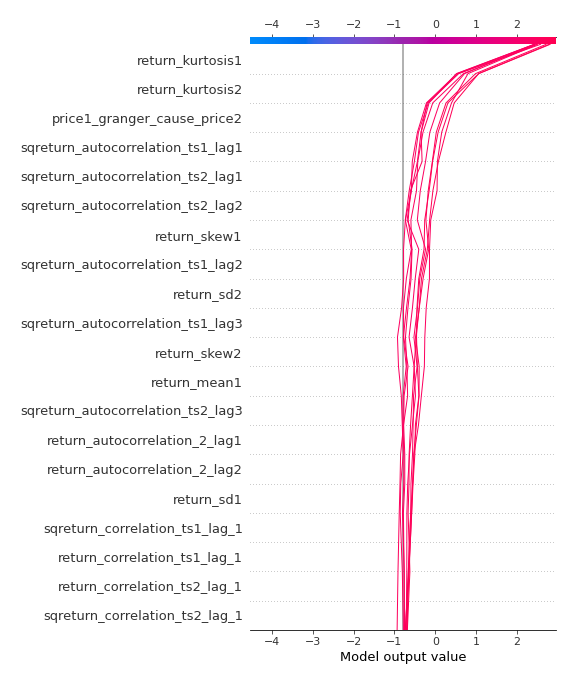 −4 −3 −2 −1 0 1 2
return_kurtosis1
return_kurtosis2
price1_granger_cause_price2
sqreturn_autocorrelation_ts1_lag1
sqreturn_autocorrelation_ts2_lag1
sqreturn_autocorrelation_ts2_lag2
return_skew1
sqreturn_autocorrelation_ts1_lag2
return_sd2
sqreturn_autocorrelation_ts1_lag3
return_skew2
return_mean1
sqreturn_autocorrelation_ts2_lag3
return_autocorrelation_2_lag1
return_autocorrelation_2_lag2
return_sd1
sqreturn_correlation_ts1_lag_1
return_correlation_ts1_lag_1
return_correlation_ts2_lag_1
sqreturn_correlation_ts2_lag_1
−4 −3 −2 −1 0 1 2
Model output value